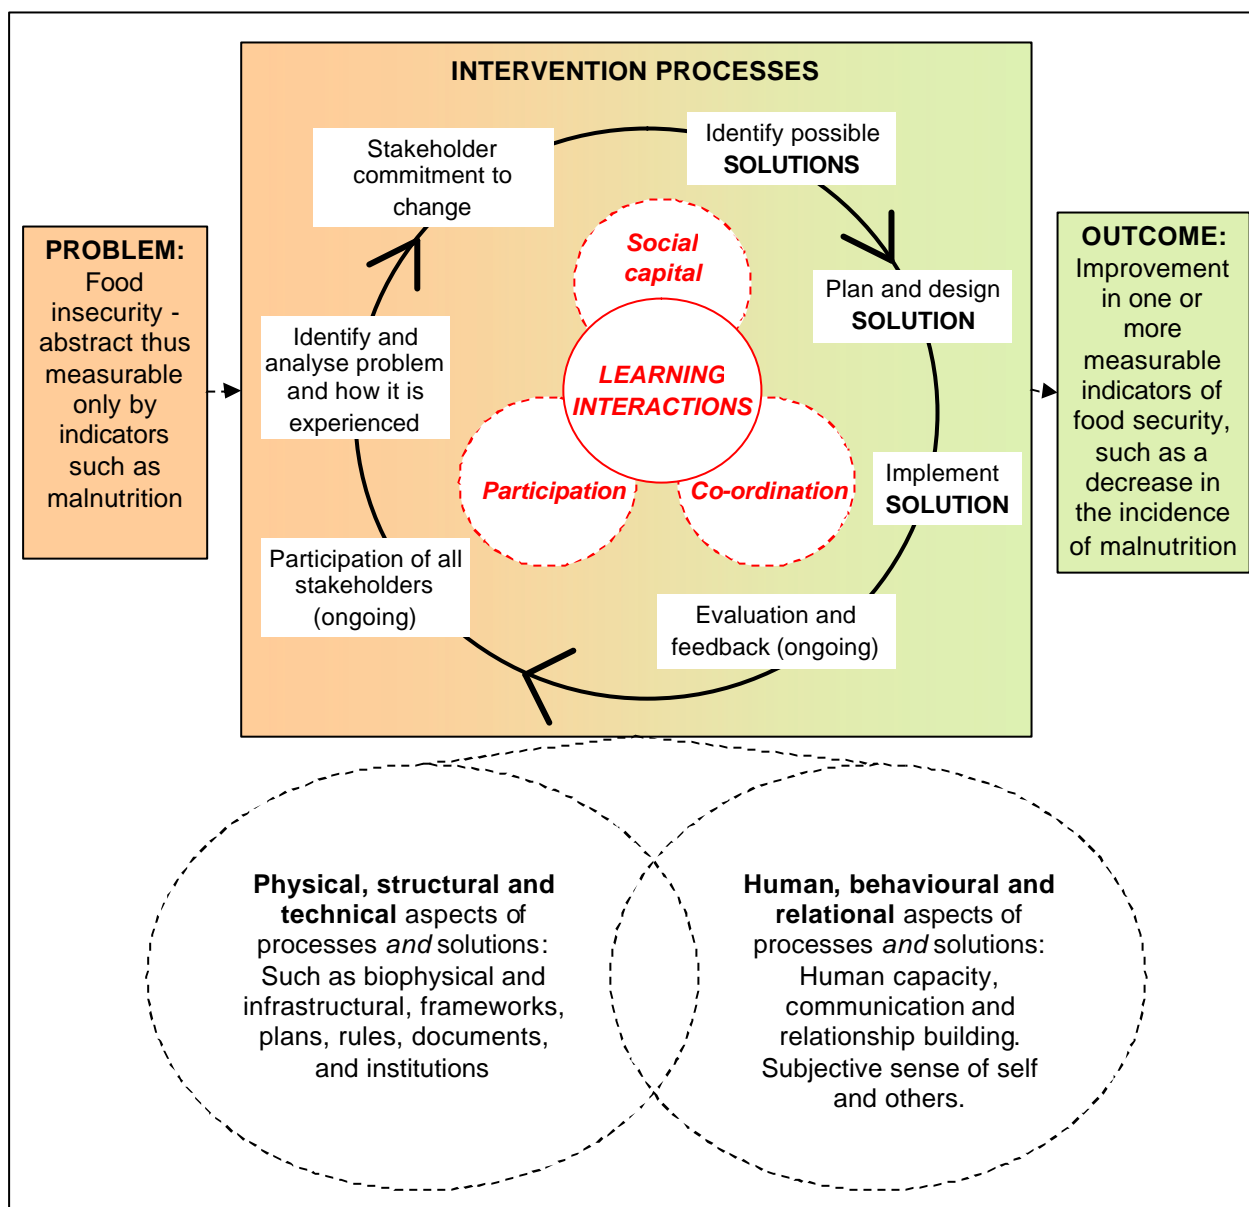 INTERVENTION PROCESSES
PROBLEM:
Food
insecurity -
abstract thus
measurable
only by
indicators
such as
malnutrition
Stakeholder
commitment to
change
Identify possible
SOLUTIONS
Plan and design
SOLUTION
Implement
SOLUTION
Evaluation and
feedback (ongoing)
Participation of all
stakeholders
(ongoing)
Identify and
analyse problem
and how it is
experienced
Social
capital
LEARNING
INTERACTIONS
Participation
Co-ordination
OUTCOME:
Improvement
in one or
more
measurable
indicators of
food security,
such as a
decrease in
the incidence
of malnutrition
Physical, structural and
technical aspects of
processes and solutions:
Such as biophysical and
infrastructural, frameworks,
plans, rules, documents,
and institutions
Human, behavioural and
relational aspects of
processes and solutions:
Human capacity,
communication and
relationship building.
Subjective sense of self
and others.